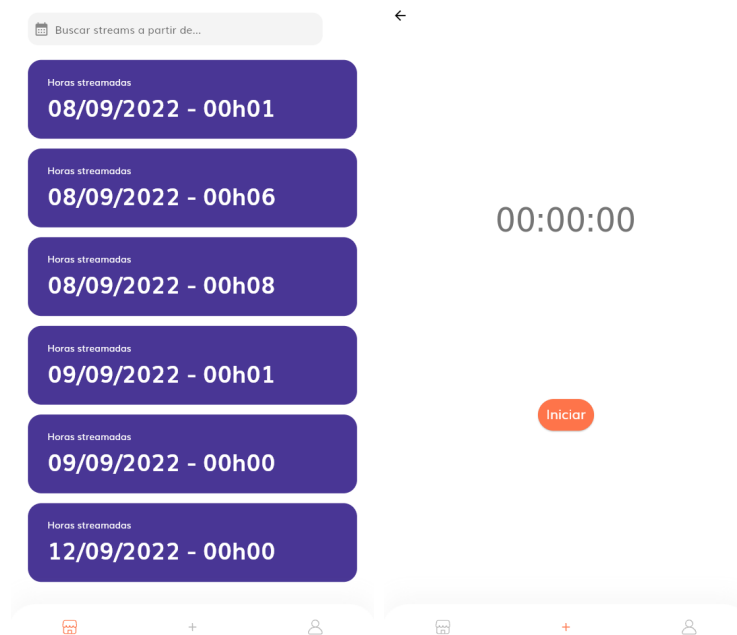 Buscar streams a partir de...
Horas streamadas
08/09/2022 - 00h01
Horas streamadas
08/09/2022 - 00h06
Horas streamadas
08/09/2022 - 00h08
Horas streamadas
09/09/2022 - 00h01
Horas streamadas
09/09/2022 - 00h00
Horas streamadas
12/09/2022 - 00h00
00:00:00
Iniciar